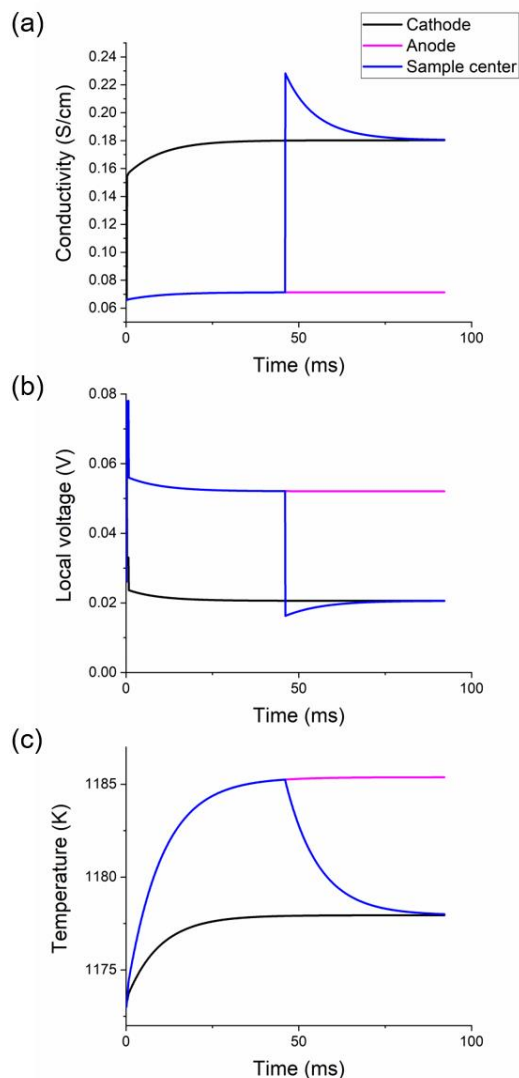 (a)
Cathode
Anode
Sample center
0.24
0.22
0.20
0.18
0.16
0.14
0.12
0.10
0.08
0.06
Conductivity (S/cm)
0 50 100
Time (ms)
(b)
0.08
0.06
0.04
0.02
0.00
Local voltage (V)
0 50 100
Time (ms)
(c)
1185
1180
1175
Temperature (K)
0 50 100
Time (ms)